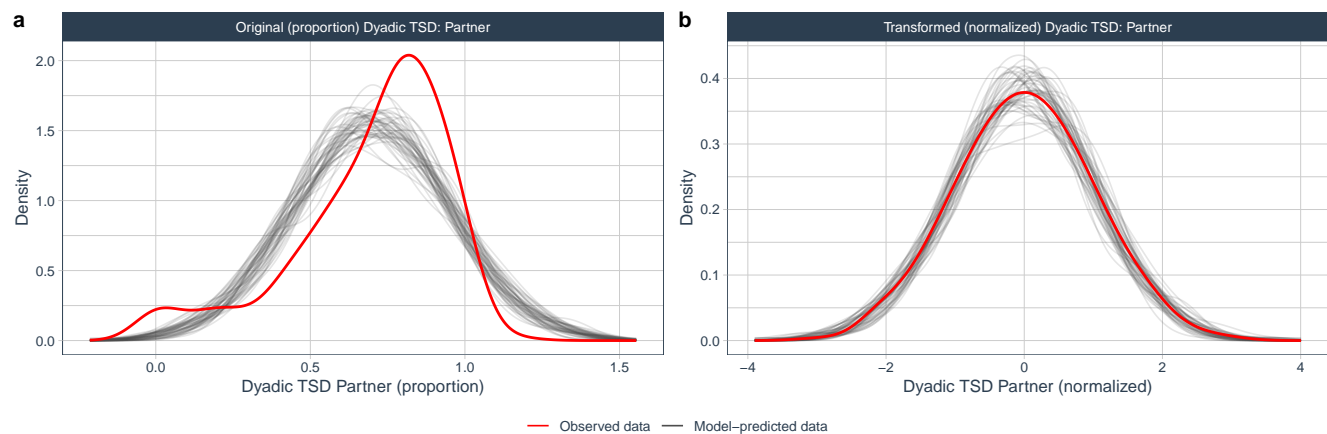 a
Original (proportion) Dyadic TSD: Partner
2.0
1.5
1.0
0.5
0.0
Density
0.0 0.5 1.0 1.5
Dyadic TSD Partner (proportion)
b
Transformed (normalized) Dyadic TSD: Partner
0.4
0.3
0.2
0.1
0.0
Density
−4 −2 0 2 4
Dyadic TSD Partner (normalized)
Observed data Model−predicted data